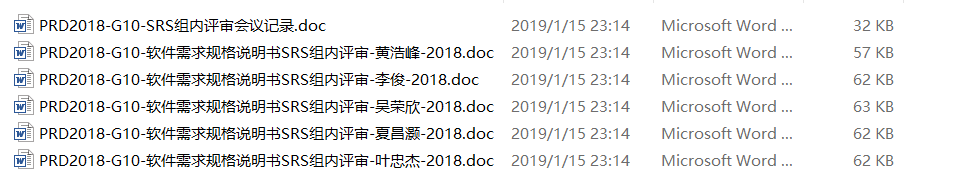 PRD2018-G10-SRS组内评审会议记录.doc 2019/1/15 23:14 Microsoft Word ... 32 KB
PRD2018-G10-软件需求规格说明书SRS组内评审-黄浩峰-2018.doc 2019/1/15 23:14 Microsoft Word ... 57 KB
PRD2018-G10-软件需求规格说明书SRS组内评审-李俊-2018.doc 2019/1/15 23:14 Microsoft Word ... 62 KB
PRD2018-G10-软件需求规格说明书SRS组内评审-吴荣欣-2018.doc 2019/1/15 23:14 Microsoft Word ... 63 KB
PRD2018-G10-软件需求规格说明书SRS组内评审-夏昌灏-2018.doc 2019/1/15 23:14 Microsoft Word ... 62 KB
PRD2018-G10-软件需求规格说明书SRS组内评审-叶忠杰-2018.doc 2019/1/15 23:14 Microsoft Word ... 62 KB